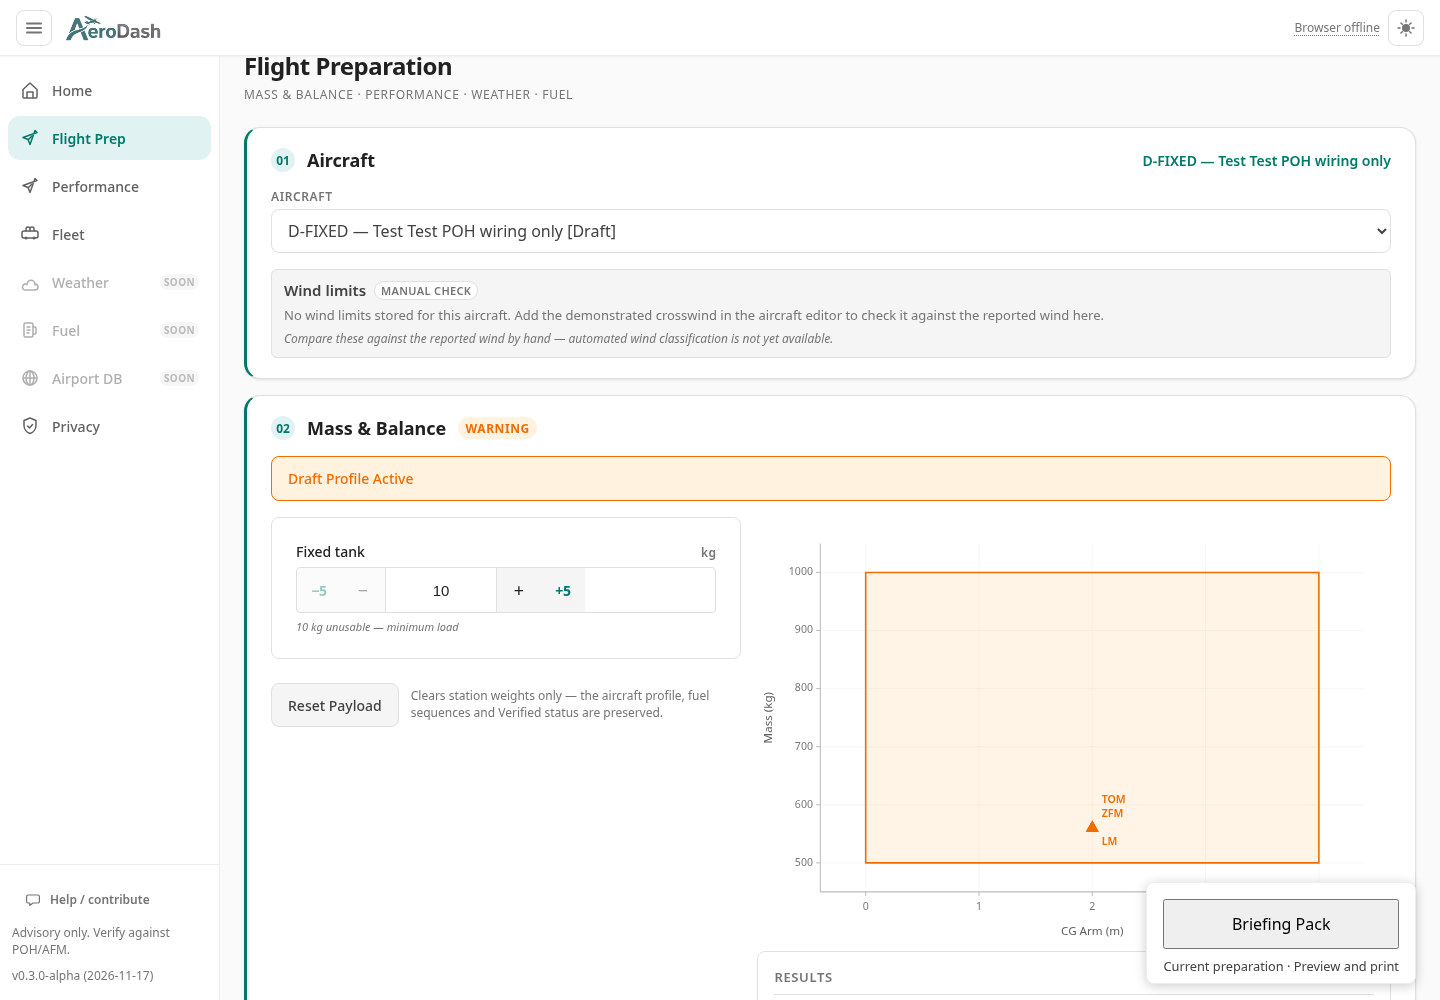 AeroDash
Browser offline
Home
Flight Prep
Performance
Fleet
Weather SOON
Fuel SOON
Airport DB SOON
Privacy
Help / contribute
Advisory only. Verify against
POH/AFM.
v0.3.0-alpha (2026-11-17)
Flight Preparation
MASS & BALANCE · PERFORMANCE · WEATHER · FUEL
01 Aircraft
D-FIXED — Test Test POH wiring only
AIRCRAFT
D-FIXED — Test Test POH wiring only [Draft]
Wind limits MANUAL CHECK
No wind limits stored for this aircraft. Add the demonstrated crosswind in the aircraft editor to check it against the reported wind here.
Compare these against the reported wind by hand — automated wind classification is not yet available.
02 Mass & Balance WARNING
Draft Profile Active
Fixed tank kg
−5 − 10 + +5
10 kg unusable — minimum load
Reset Payload
Clears station weights only — the aircraft profile, fuel
sequences and Verified status are preserved.
1000
900
800
700
600
500
Mass (kg)
TOM
ZFM
LM
0 1 2
CG Arm (m)
RESULTS
Briefing Pack
Current preparation · Preview and print